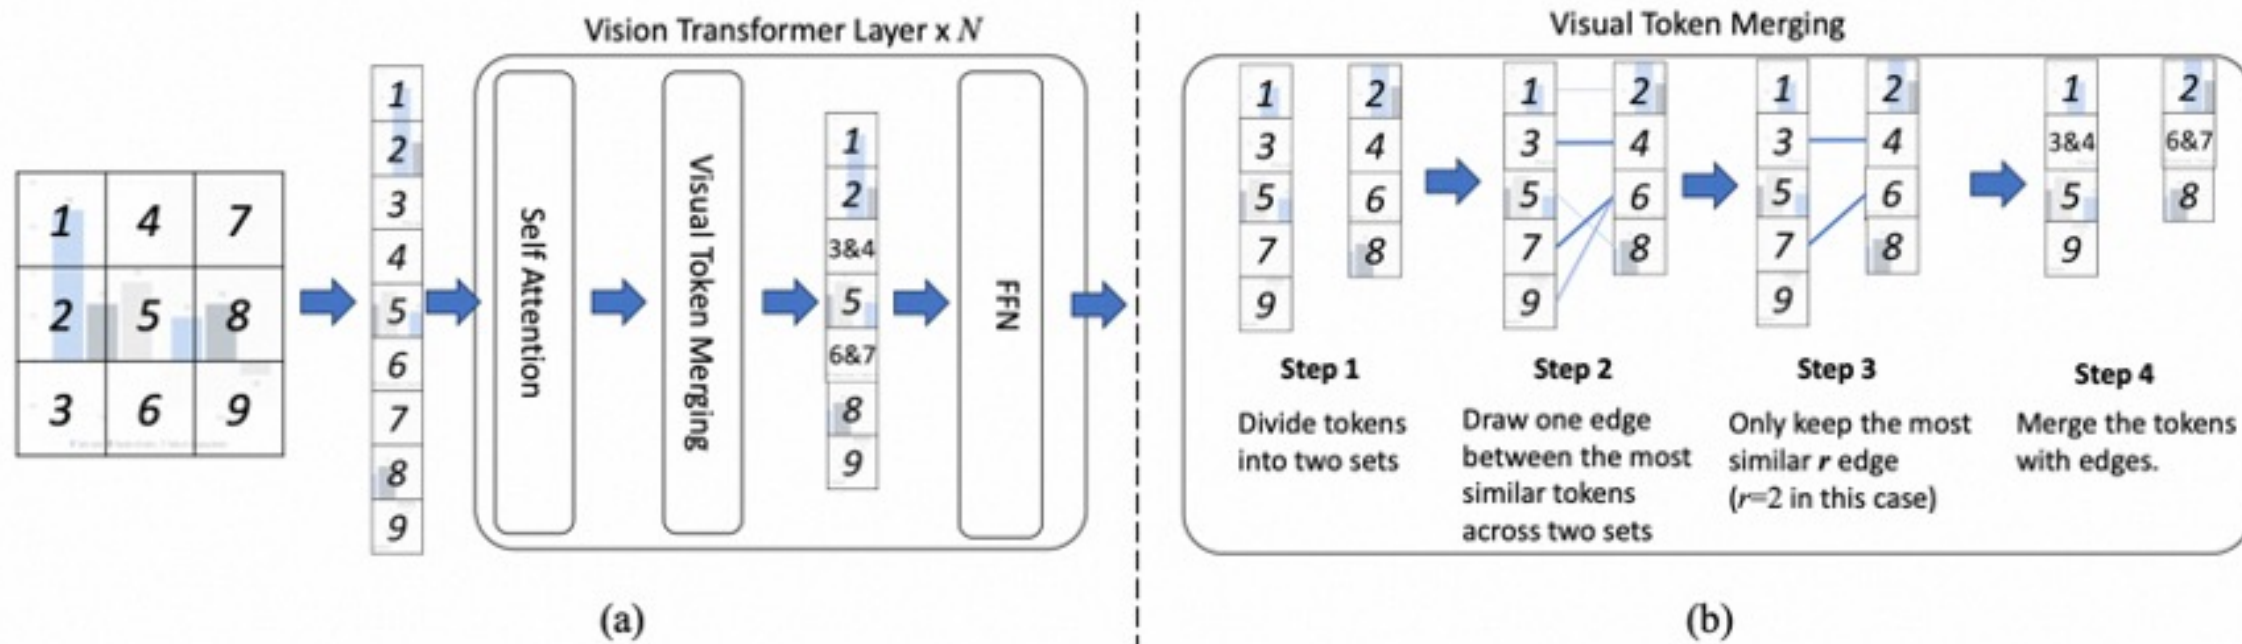 Vision Transformer Layer x N
1 4 7
2 5 8
3 6 9
1
2
3
4
5
6
7
8
9
Self Attention
Visual Token Merging
1
2
3&4
5
6&7
8
9
FFN
(a)
Visual Token Merging
1 2
3 4
5 6
7 8
9
Step 1
Divide tokens
into two sets
1 2
3 4
5 6
7 8
9
Step 2
Draw one edge
between the most
similar tokens
across two sets
1 2
3 4
5 6
7 8
9
Step 3
Only keep the most
similar r edge
(r=2 in this case)
1 2
3&4 6&7
5 8
9
Step 4
Merge the tokens
with edges.
(b)